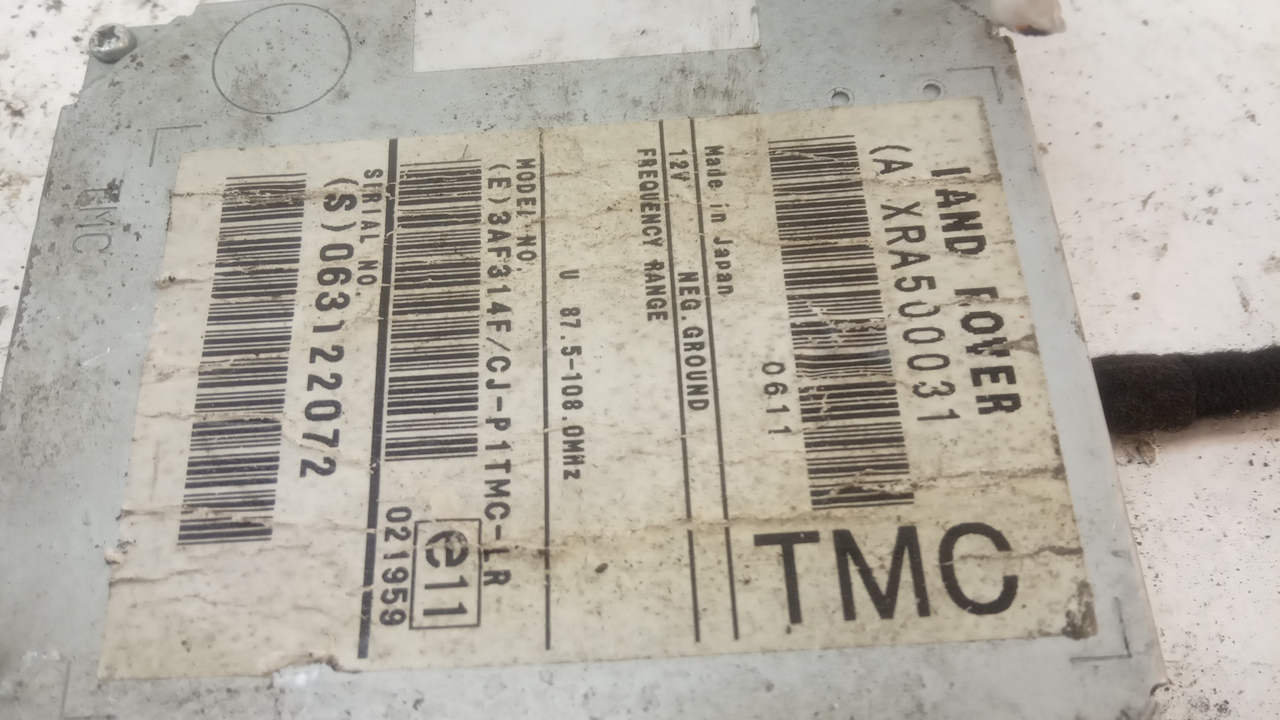 LAND ROVER
(A XRA500031
TMC
0611
Made in Japan
12V NEG.GROUND
FREQUENCY RANGE
U 87.5-108.0MHz
MODEL NO.
(E)3AF314F/CJ-P1TMC-LR
e11
021959
SERIAL NO.
(S)063122072
TMC